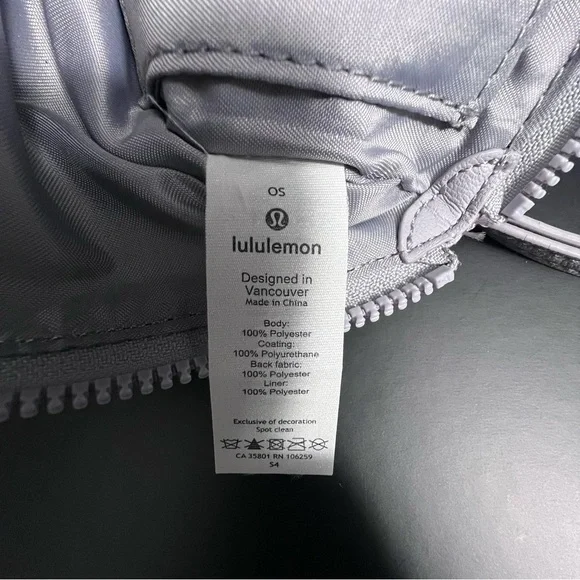 OS
lululemon
Designed in
Vancouver
Made in China
Body:
100% Polyester
Coating:
100% Polyurethane
Back fabric:
100% Polyester
Liner:
100% Polyester
Exclusive of decoration
Spot clean
CA 35801 RN 106259
S4